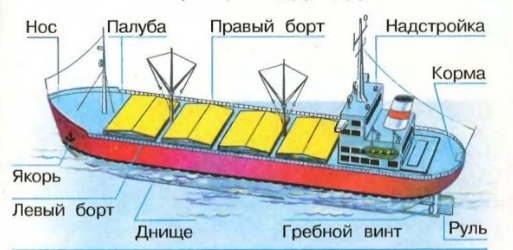 Нос Палуба Правый борт Надстройка
Корма
Якорь
Левый борт
Днище Гребной винт Руль